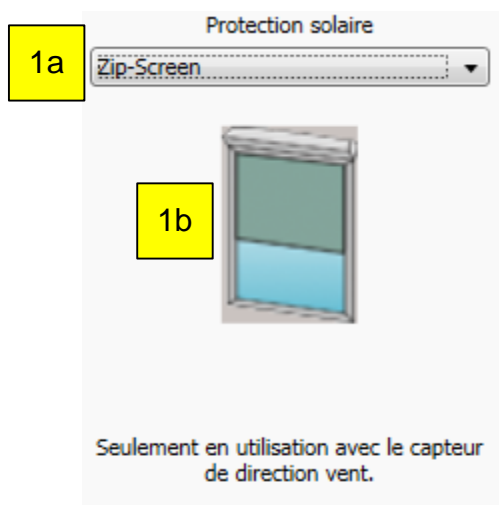 Protection solaire
1a
Zip-Screen
1b
Seulement en utilisation avec le capteur
de direction vent.